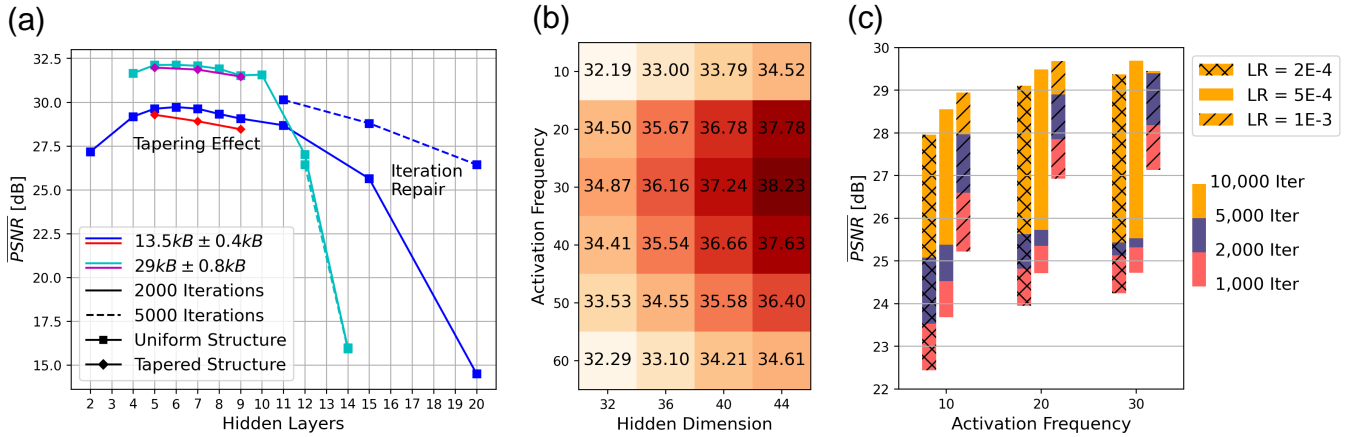 (a)
32.5
30.0
27.5
25.0
22.5
20.0
17.5
15.0
PSNR [dB]
Tapering Effect
Iteration
Repair
13.5kB ± 0.4kB
29kB ± 0.8kB
2000 Iterations
5000 Iterations
Uniform Structure
Tapered Structure
2 3 4 5 6 7 8 9 10 11 12 13 14 15 16 17 18 19 20
Hidden Layers
(b)
Activation Frequency
10 32.19 33.00 33.79 34.52
20 34.50 35.67 36.78 37.78
30 34.87 36.16 37.24 38.23
40 34.41 35.54 36.66 37.63
50 33.53 34.55 35.58 36.40
60 32.29 33.10 34.21 34.61
32 36 40 44
Hidden Dimension
(c)
30
29
28
27
26
25
24
23
22
PSNR [dB]
10 20 30
Activation Frequency
LR = 2E-4
LR = 5E-4
LR = 1E-3
10,000 Iter
5,000 Iter
2,000 Iter
1,000 Iter